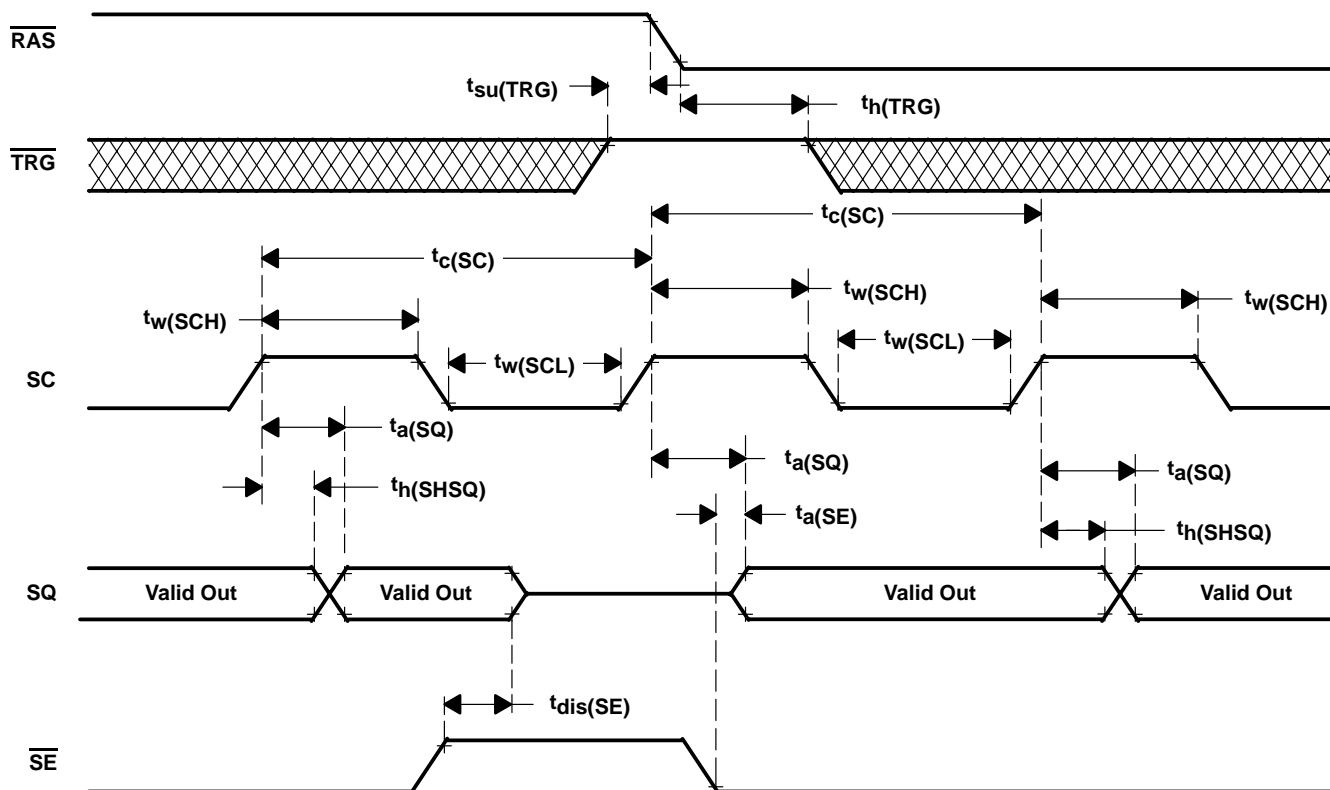 RAS
tsu(TRG)
th(TRG)
TRG
tc(SC)
tc(SC)
tw(SCH)
tw(SCH)
tw(SCH)
tw(SCL)
tw(SCL)
SC
ta(SQ)
ta(SQ)
ta(SQ)
th(SHSQ)
ta(SE)
th(SHSQ)
SQ
Valid Out
Valid Out
Valid Out
Valid Out
tdis(SE)
SE